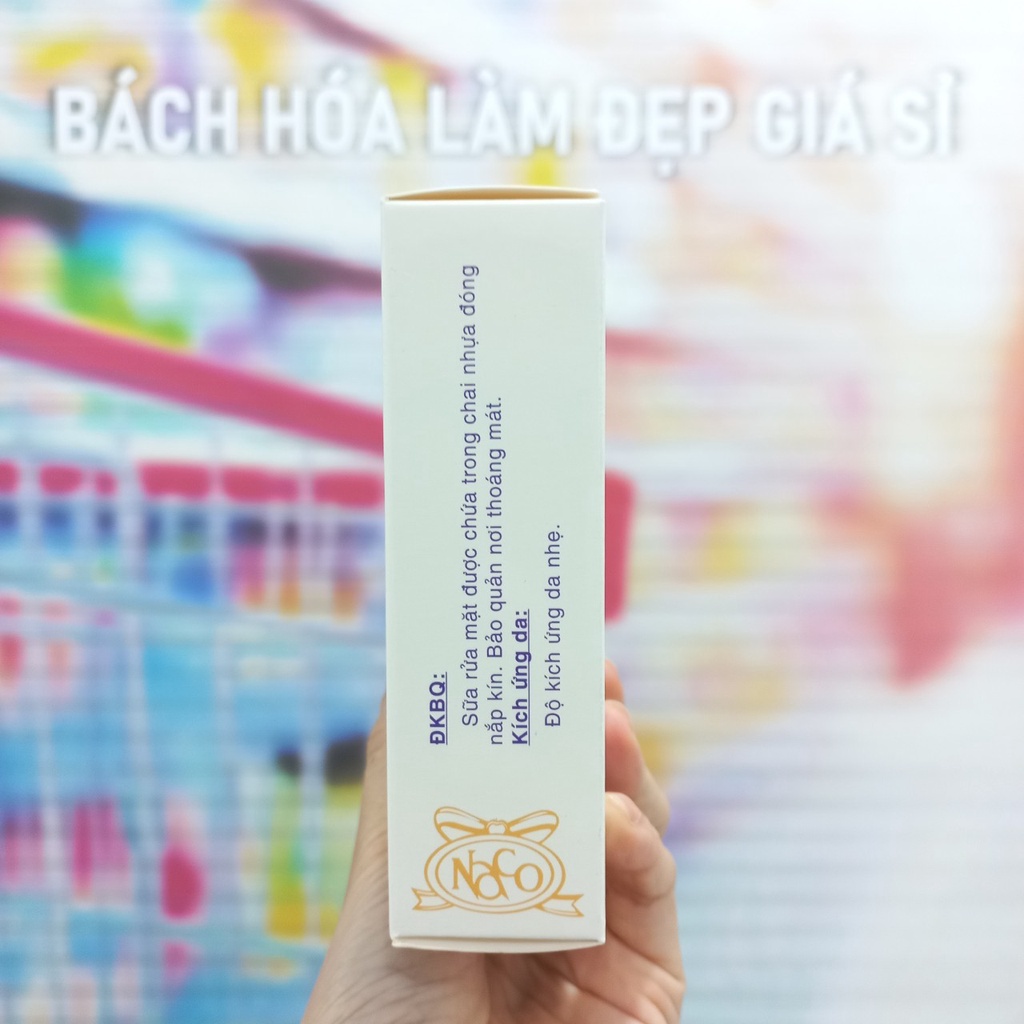 BÁCH HÓA LÀM ĐẸP GIÁ SỈ
ĐKBQ:
Sữa rửa mặt được chứa trong chai nhựa đóng
nắp kín. Bảo quản nơi thoáng mát.
Kích ứng da:
Độ kích ứng da nhẹ.
NaCo